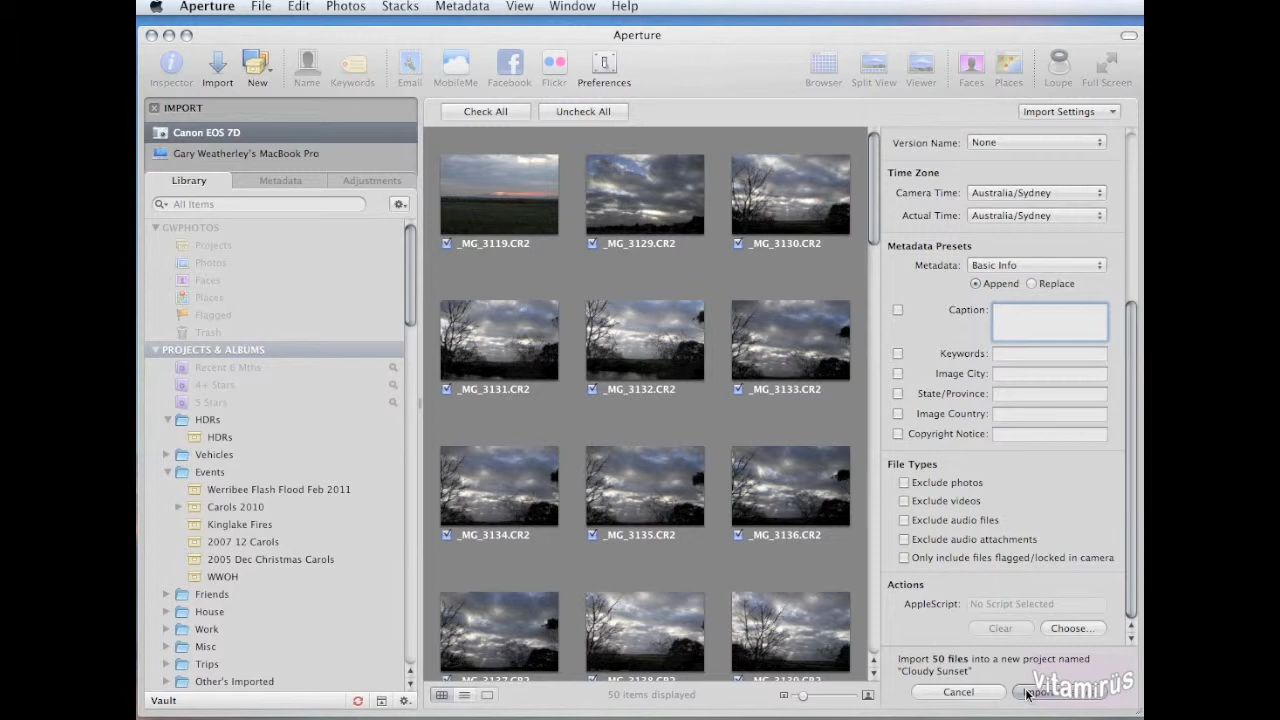 Aperture File Edit Photos Stacks Metadata View Window Help
Aperture
Inspector Import New Name Keywords Email MobileMe Facebook Flickr Preferences Browser Split View Viewer Faces Places Loupe Full Screen
IMPORT
Check All Uncheck All Import Settings
Canon EOS 7D
Gary Weatherley's MacBook Pro
Library Metadata Adjustments
All Items
GWPHOTOS
Projects
Photos
Faces
Places
Flagged
Trash
PROJECTS & ALBUMS
Recent 6 Mths
4+ Stars
5 Stars
HDRs
HDRs
Vehicles
Events
Werribee Flash Flood Feb 2011
Carols 2010
Kinglake Fires
2007 12 Carols
2005 Dec Christmas Carols
WWOH
Friends
House
Work
Misc
Trips
Other's Imported
Vault
_MG_3119.CR2 _MG_3129.CR2 _MG_3130.CR2
_MG_3131.CR2 _MG_3132.CR2 _MG_3133.CR2
_MG_3134.CR2 _MG_3135.CR2 _MG_3136.CR2
50 items displayed
Version Name: None
Time Zone
Camera Time: Australia/Sydney
Actual Time: Australia/Sydney
Metadata Presets
Metadata: Basic Info
Append Replace
Caption:
Keywords:
Image City:
State/Province:
Image Country:
Copyright Notice:
File Types
Exclude photos
Exclude videos
Exclude audio files
Exclude audio attachments
Only include files flagged/locked in camera
Actions
AppleScript: No Script Selected
Clear Choose...
Import 50 files into a new project named
"Cloudy Sunset"
Cancel
Vitamirüs